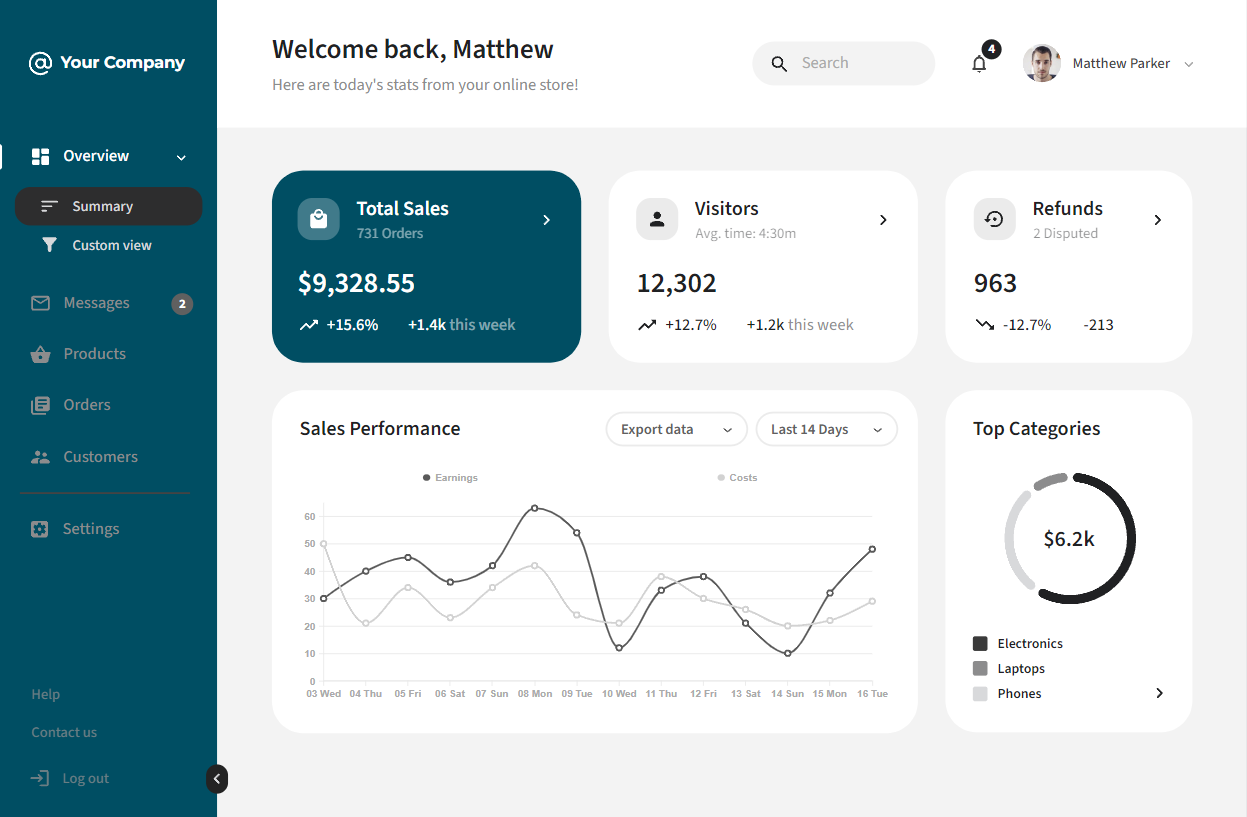 @ Your Company
Overview
Summary
Custom view
Messages 2
Products
Orders
Customers
Settings
Help
Contact us
Log out
Welcome back, Matthew
Here are today's stats from your online store!
Search
4
Matthew Parker
Total Sales
731 Orders
$9,328.55
+15.6% +1.4k this week
Visitors
Avg. time: 4:30m
12,302
+12.7% +1.2k this week
Refunds
2 Disputed
963
-12.7% -213
Sales Performance
Export data
Last 14 Days
Earnings Costs
60
50
40
30
20
10
0
03 Wed 04 Thu 05 Fri 06 Sat 07 Sun 08 Mon 09 Tue 10 Wed 11 Thu 12 Fri 13 Sat 14 Sun 15 Mon 16 Tue
Top Categories
$6.2k
Electronics
Laptops
Phones